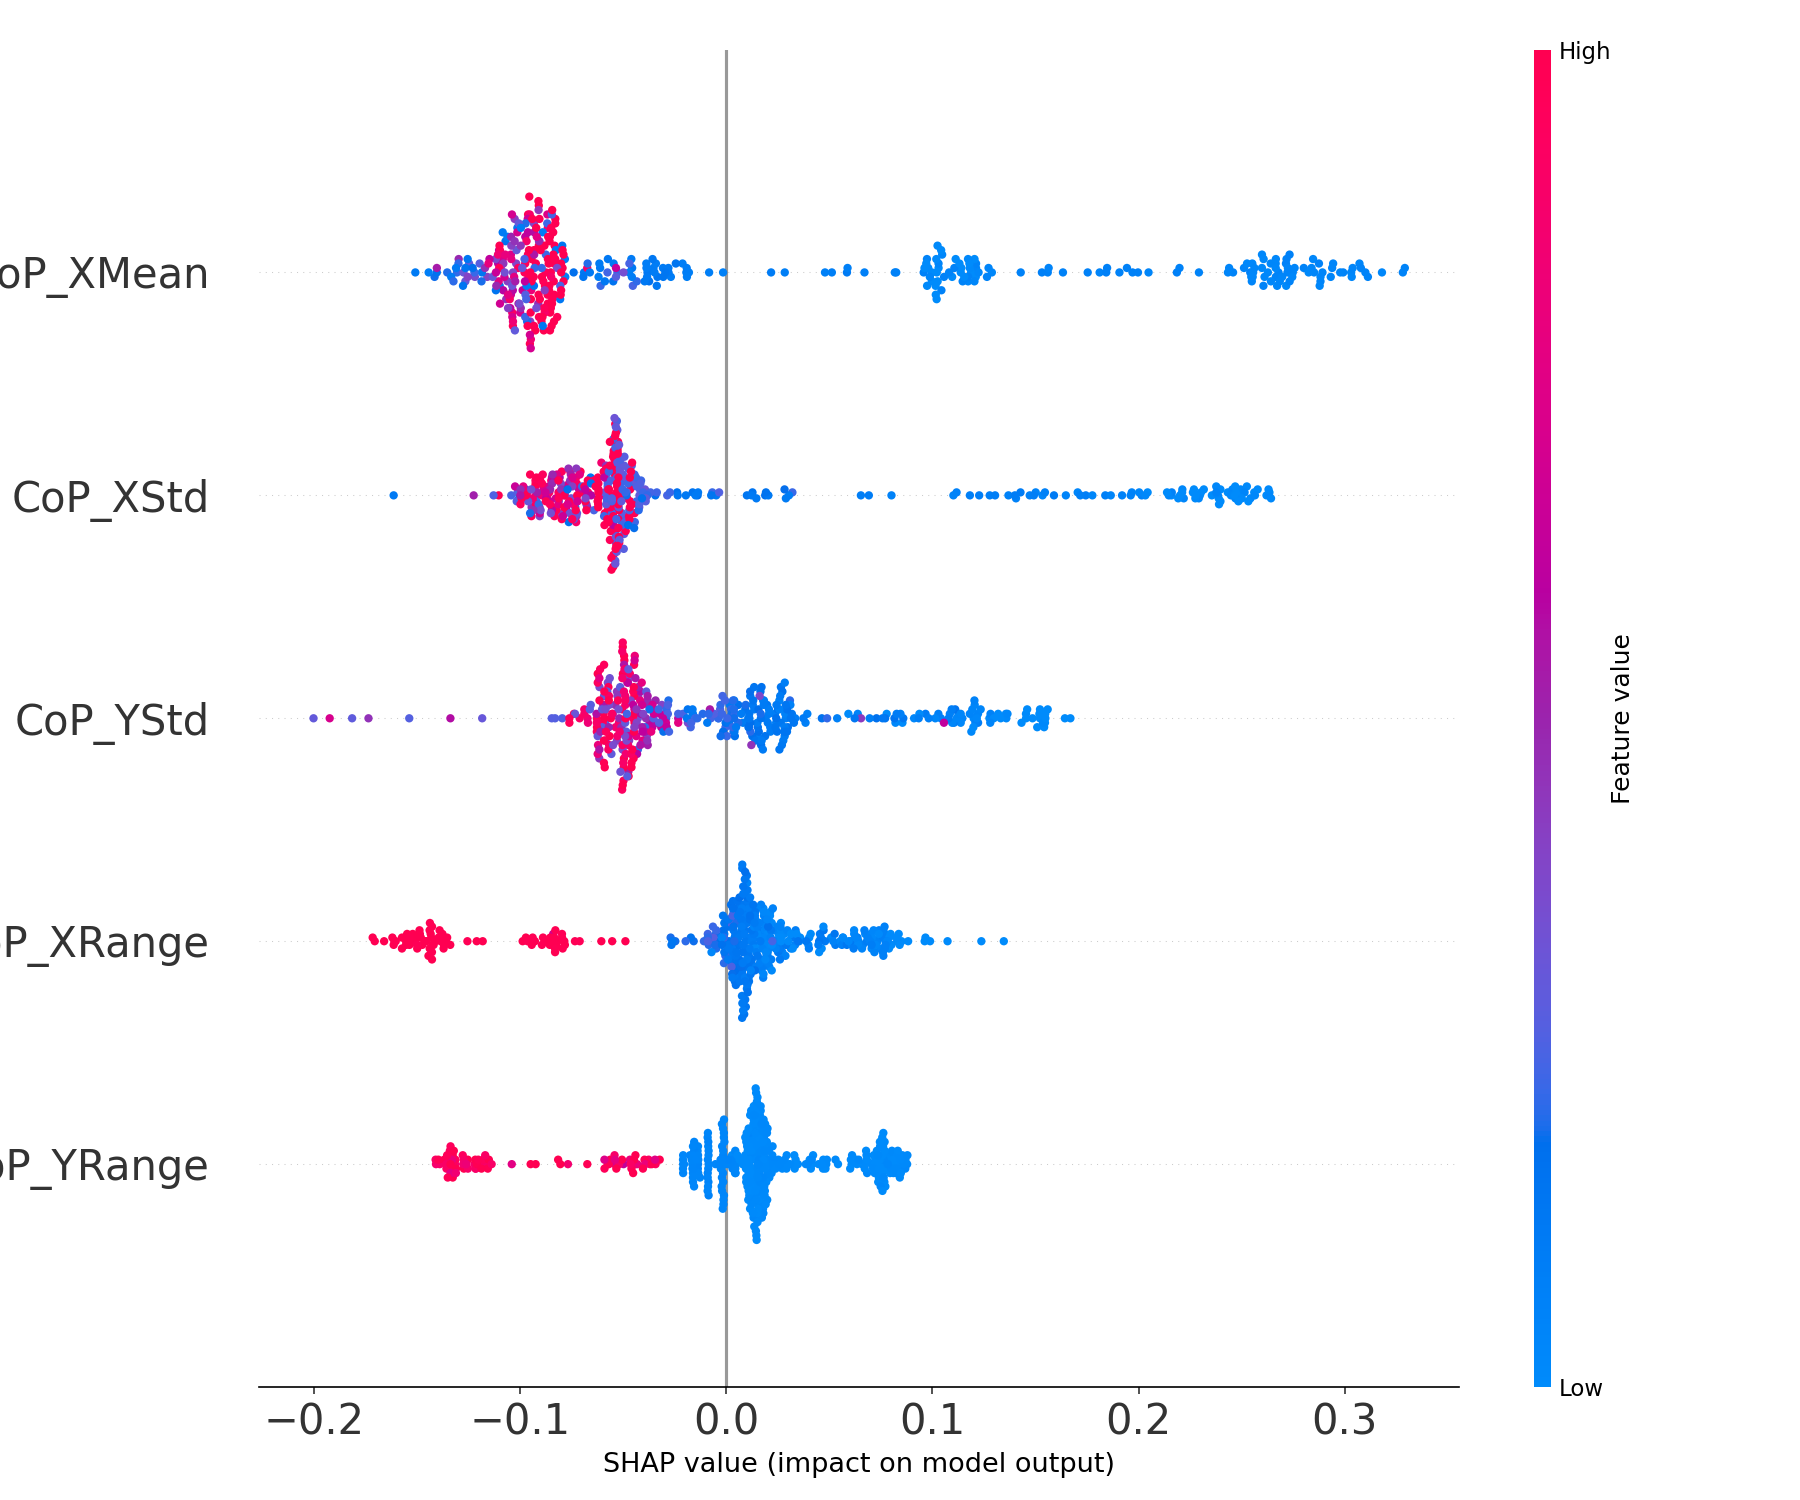 High
oP_XMean
CoP_XStd
CoP_YStd
P_XRange
P_YRange
Feature value
Low
−0.2
−0.1
0.0
0.1
0.2
0.3
SHAP value (impact on model output)